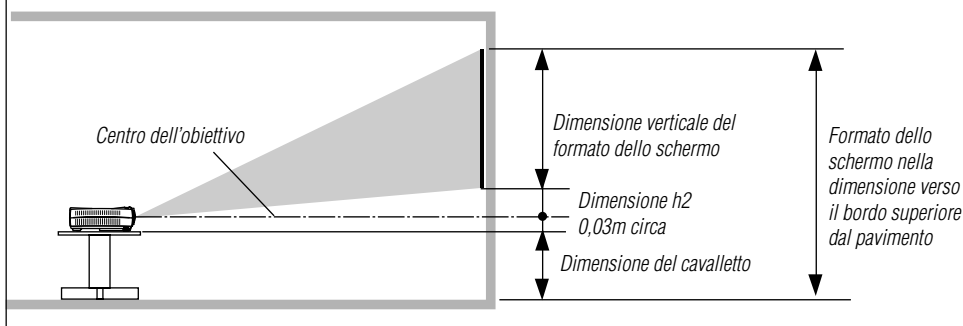 Centro dell'obiettivo
Dimensione verticale del
formato dello schermo
Dimensione h2
0,03m circa
Dimensione del cavalletto
Formato dello
schermo nella
dimensione verso
il bordo superiore
dal pavimento